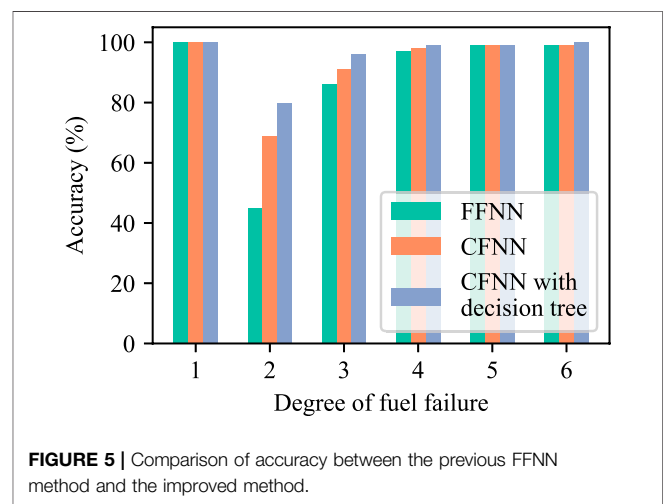 100
80
60
40
20
0
Accuracy (%)
FFNN
CFNN
CFNN with
decision tree
1 2 3 4 5 6
Degree of fuel failure
FIGURE 5 | Comparison of accuracy between the previous FFNN
method and the improved method.